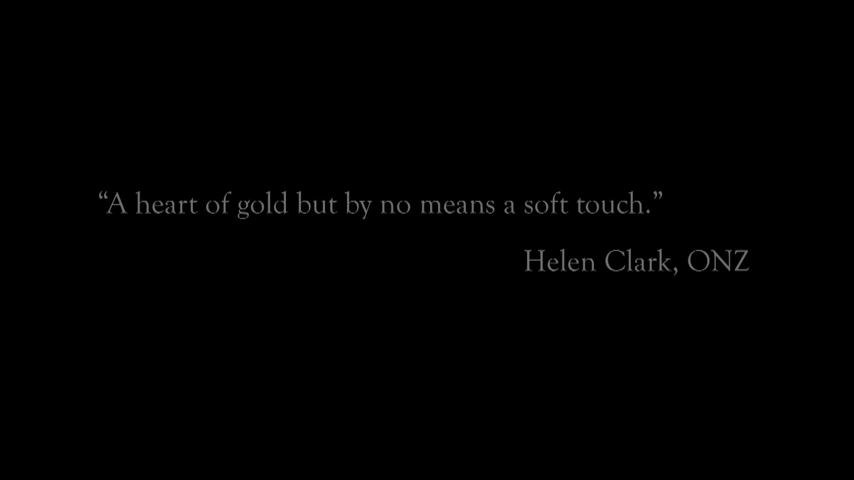 “A heart of gold but by no means a soft touch.”
Helen Clark, ONZ